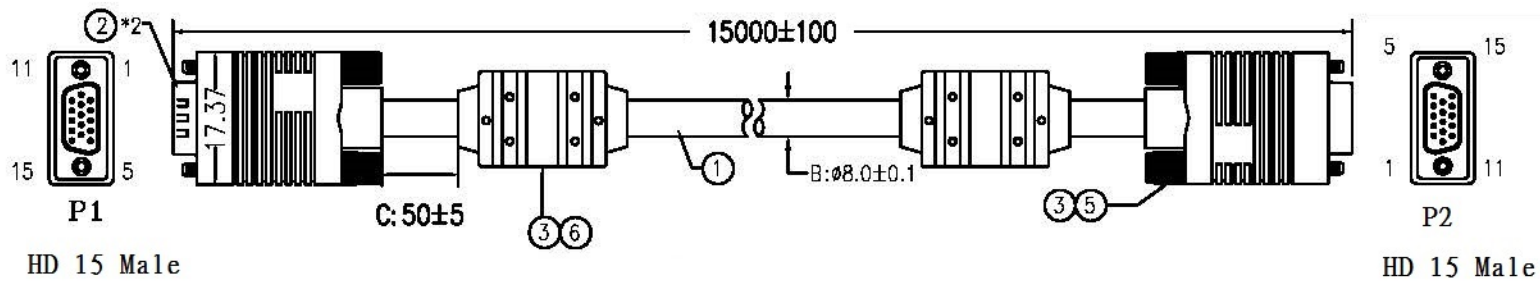 ② *2
15000±100
11 1
17.37
15 5
P1
HD 15 Male
C: 50±5
③⑥
①
B:ø8.0±0.1
③⑤
5 15
1 11
P2
HD 15 Male